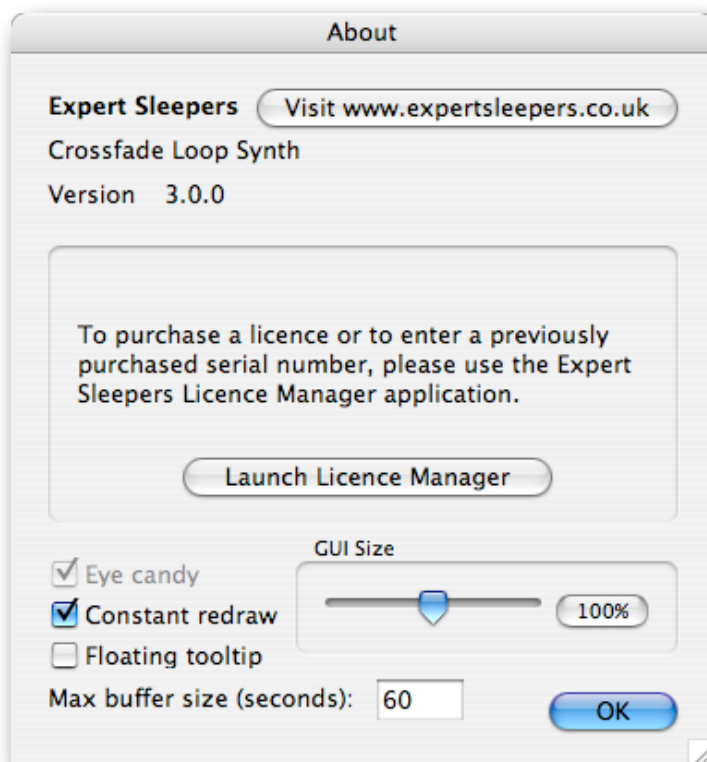 About
Expert Sleepers Visit www.expertsleepers.co.uk
Crossfade Loop Synth
Version 3.0.0
To purchase a licence or to enter a previously
purchased serial number, please use the Expert
Sleepers Licence Manager application.
Launch Licence Manager
GUI Size
Eye candy
Constant redraw
100%
Floating tooltip
Max buffer size (seconds): 60
OK